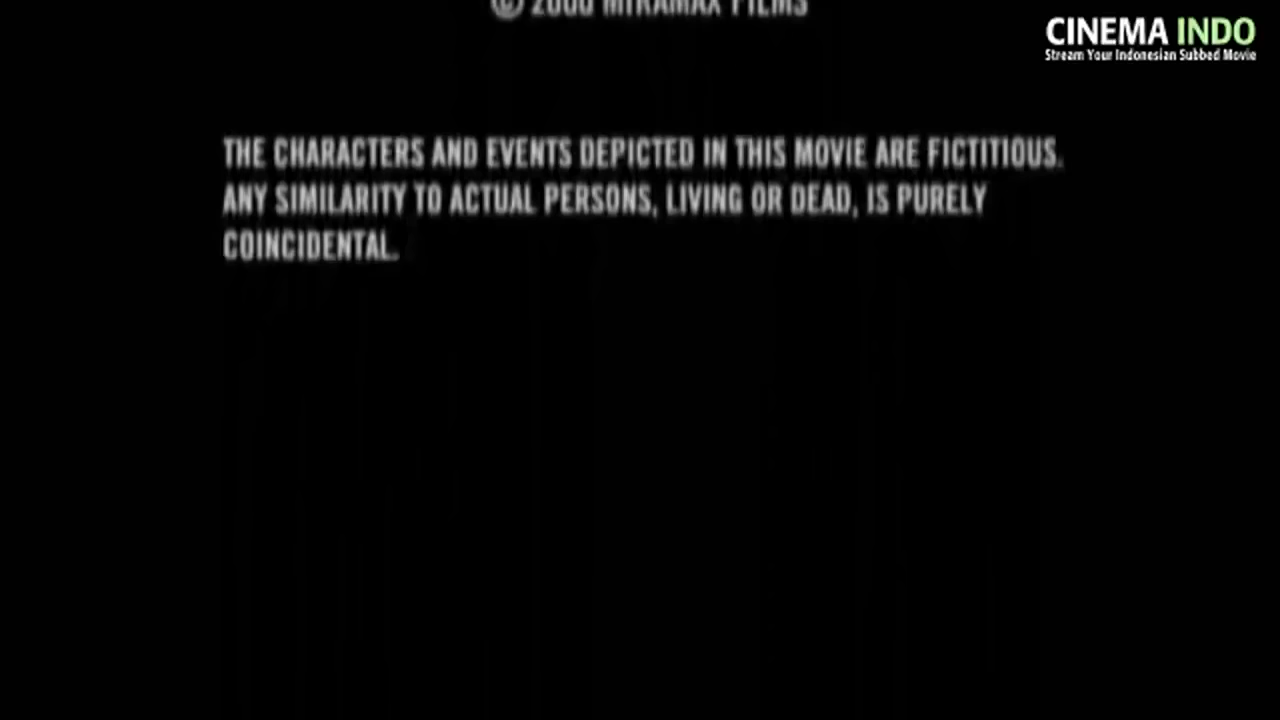 MIRAMAX FILMS
CINEMA INDO
Stream Your Indonesian Subbed Movie
THE CHARACTERS AND EVENTS DEPICTED IN THIS MOVIE ARE FICTITIOUS.
ANY SIMILARITY TO ACTUAL PERSONS, LIVING OR DEAD, IS PURELY
COINCIDENTAL.